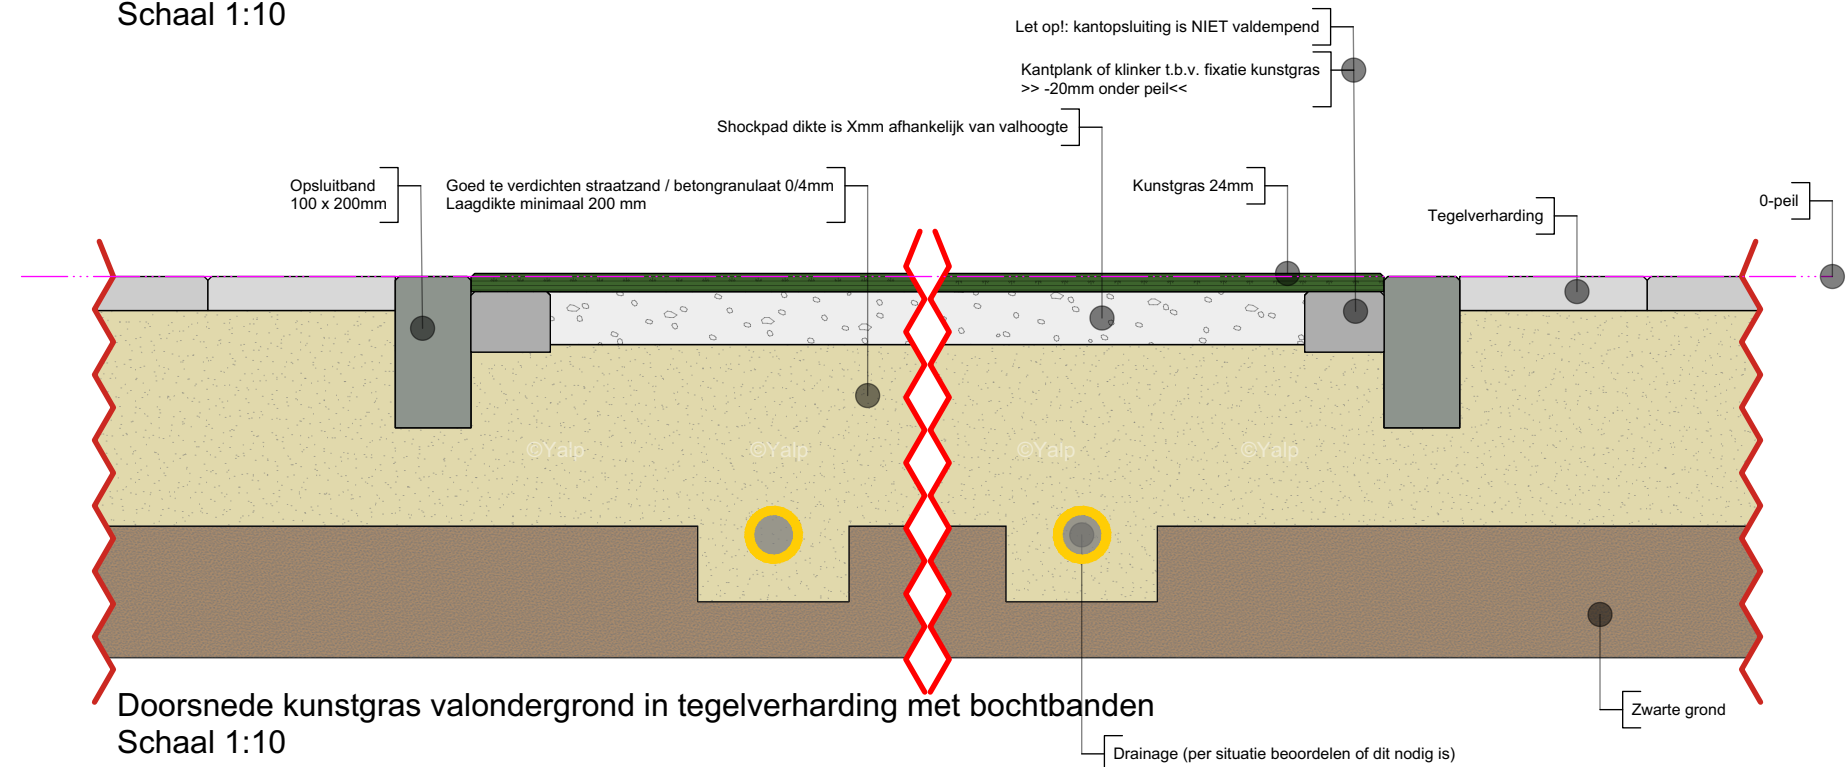 Schaal 1:10
Let op!: kantopsluiting is NIET valdempend
Kantplank of klinker t.b.v. fixatie kunstgras
>> -20mm onder peil<<
Shockpad dikte is Xmm afhankelijk van valhoogte
Opsluitband
100 x 200mm
Goed te verdichten straatzand / betongranulaat 0/4mm
Laagdikte minimaal 200 mm
Kunstgras 24mm
Tegelverharding
0-peil
©Yalp
©Yalp
©Yalp
©Yalp
Doorsnede kunstgras valondergrond in tegelverharding met bochtbanden
Schaal 1:10
Zwarte grond
Drainage (per situatie beoordelen of dit nodig is)